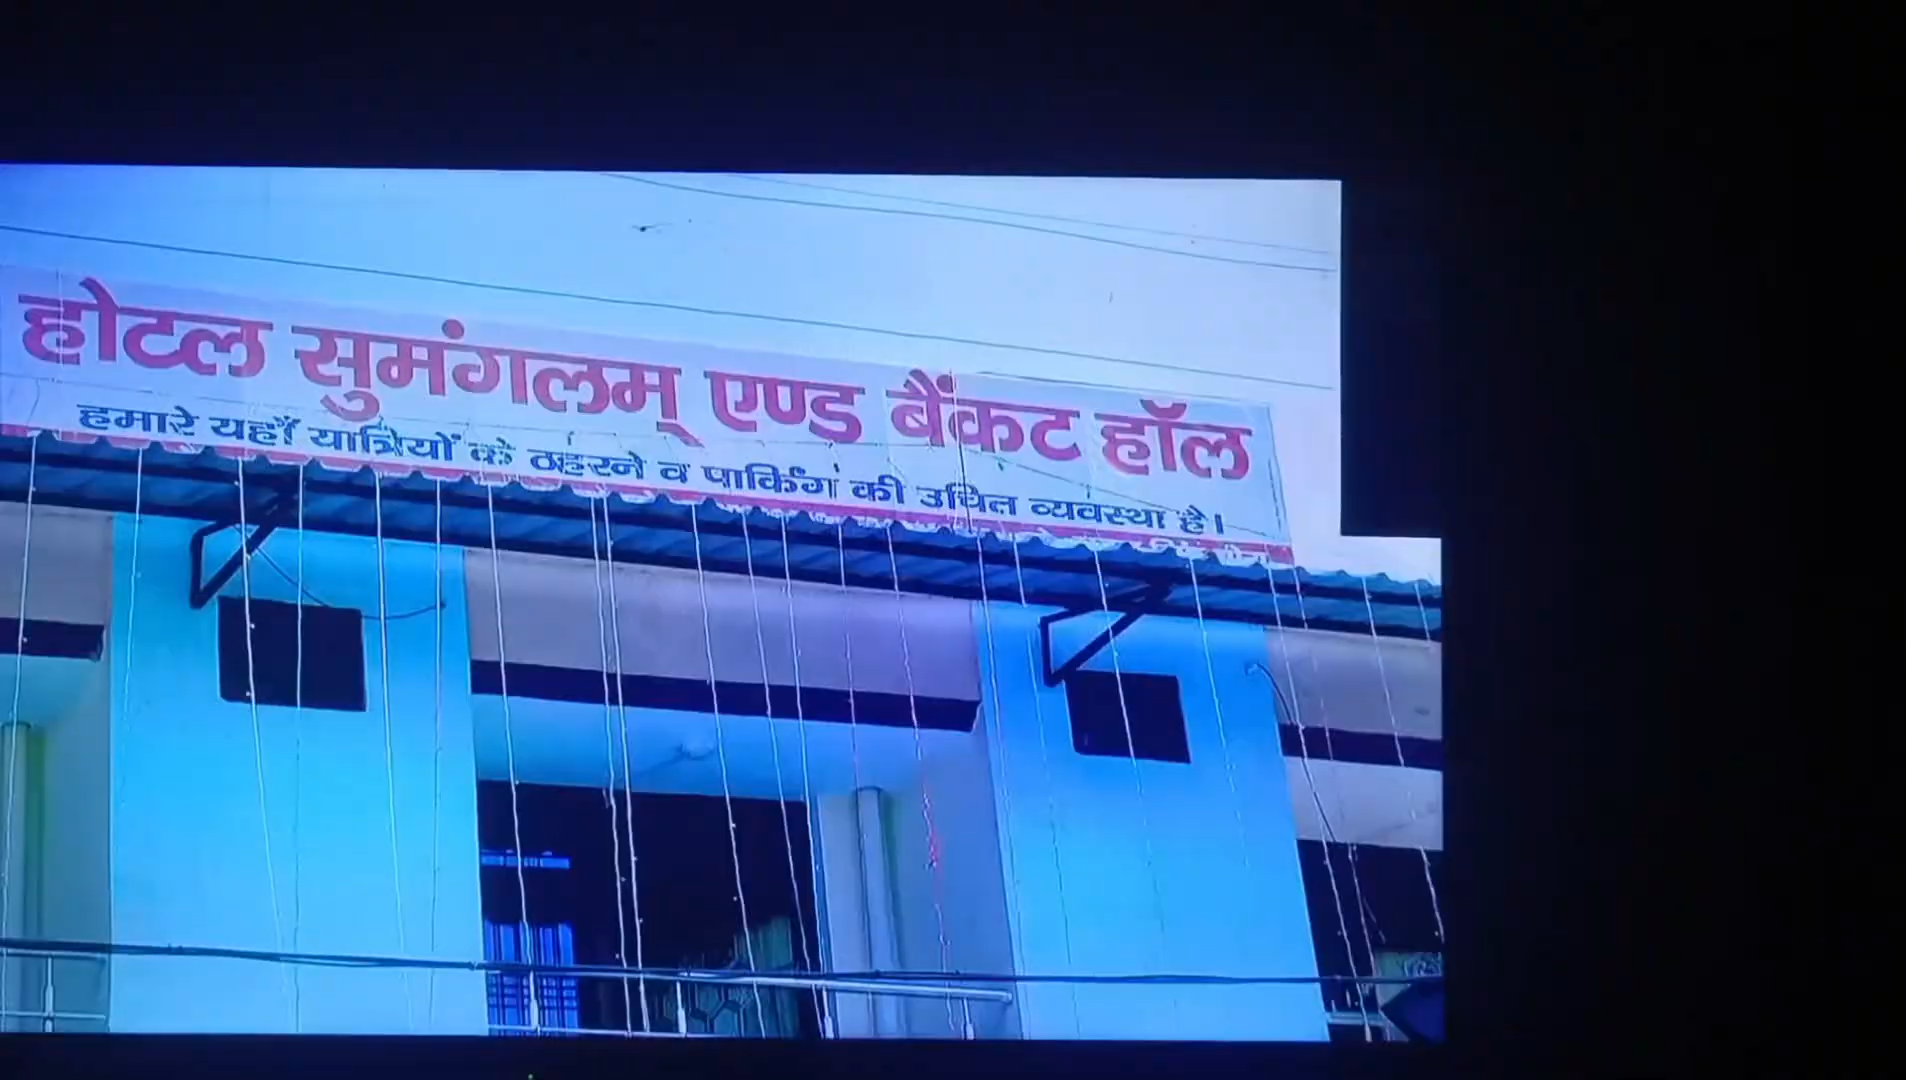 होटल सुमंगलम् एण्ड बैंकट हॉल
हमारे यहाँ यात्रियों के ठहरने व पार्किंग की उचित व्यवस्था है।